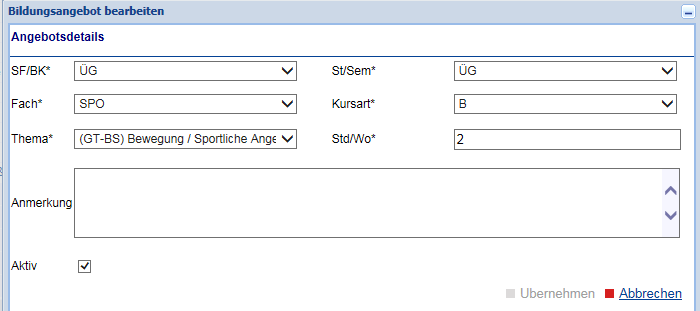 Bildungsangebot bearbeiten
Angebotsdetails
SF/BK* ÜG St/Sem* ÜG
Fach* SPO Kursart* B
Thema* (GT-BS) Bewegung / Sportliche Ange Std/Wo* 2
Anmerkung
Aktiv
Übernehmen Abbrechen